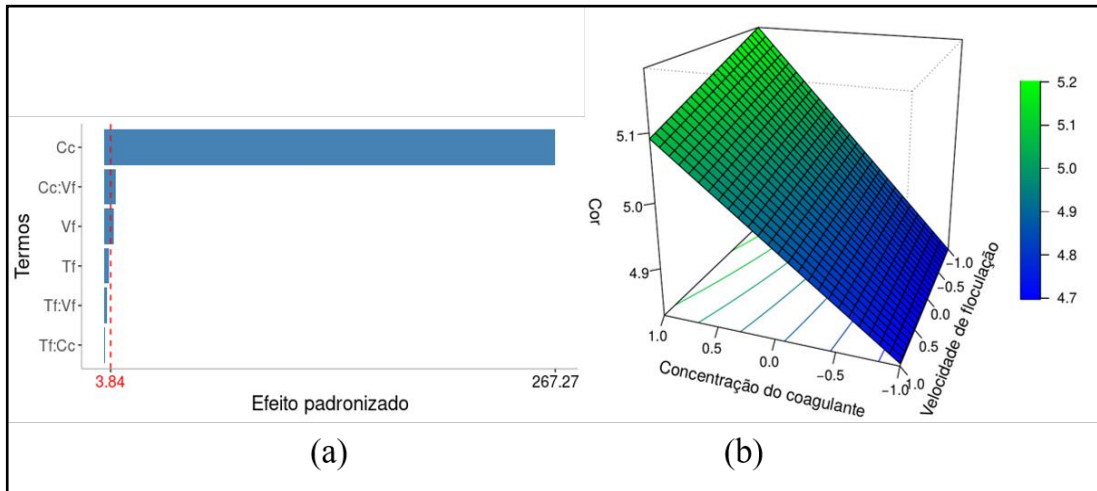 Termos
Cc
Cc:Vf
Vf
Tf
Tf:Vf
Tf:Cc
3.84
267.27
Efeito padronizado
(a)
Cor
5.1
5.0
4.9
1.0
0.5
0.0
−0.5
−1.0
Concentração do coagulante
1.0
0.5
0.0
−0.5
−1.0
Velocidade de floculação
5.2
5.1
5.0
4.9
4.8
4.7
(b)